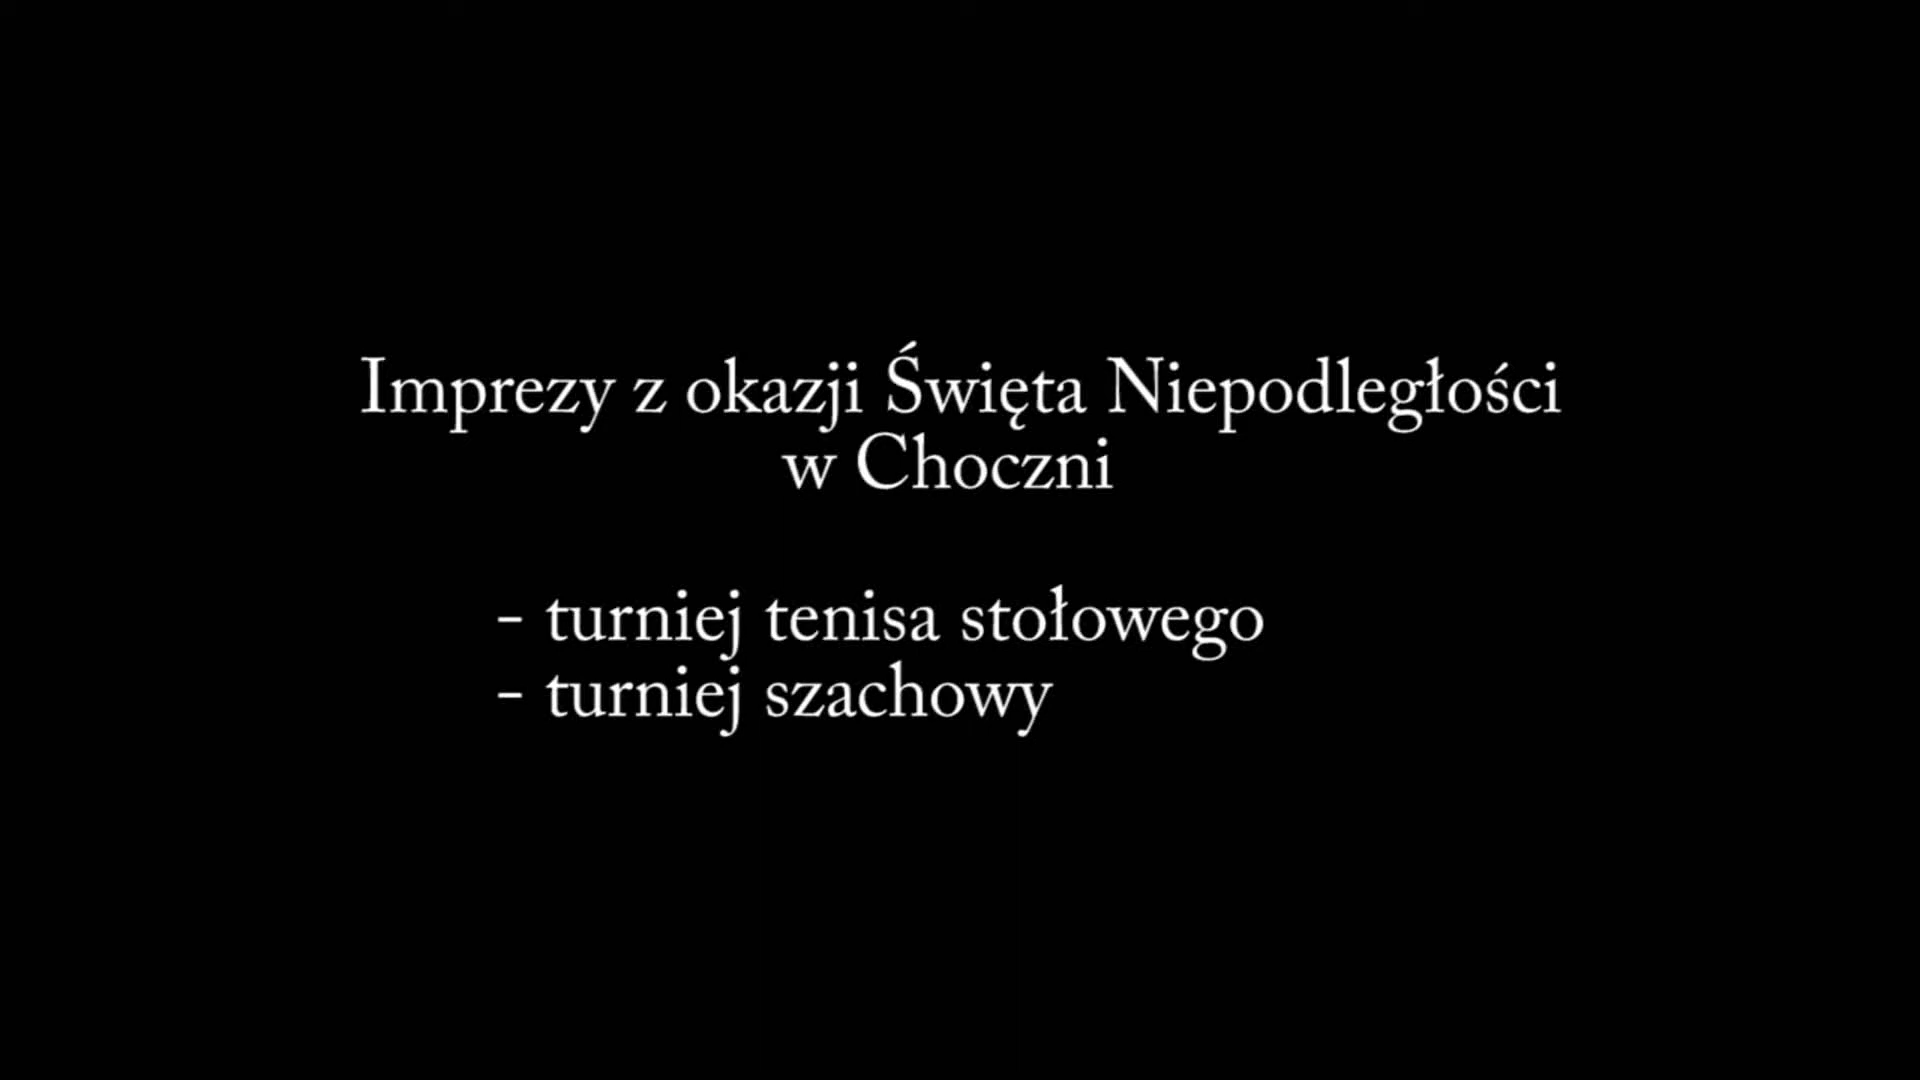 Imprezy z okazji Święta Niepodległości
w Choczni
- turniej tenisa stołowego
- turniej szachowy